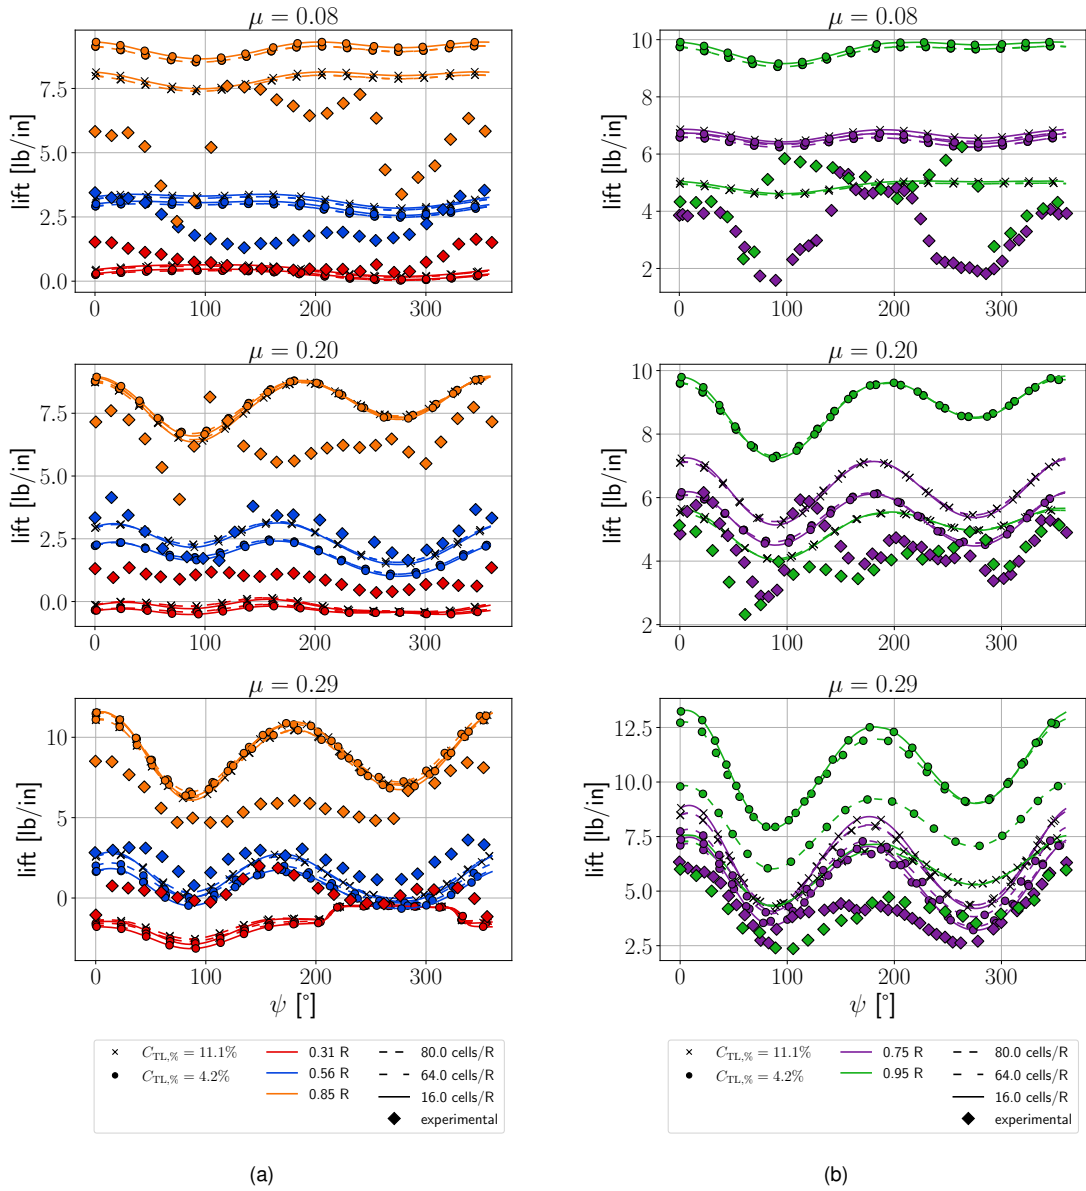 μ = 0.08
lift [lb/in]
7.5
5.0
2.5
0.0
0
100
200
300
μ = 0.08
lift [lb/in]
10
8
6
4
2
0
100
200
300
μ = 0.20
lift [lb/in]
7.5
5.0
2.5
0.0
0
100
200
300
μ = 0.20
lift [lb/in]
10
8
6
4
2
0
100
200
300
μ = 0.29
lift [lb/in]
10
5
0
0
100
200
300
ψ [°]
μ = 0.29
lift [lb/in]
12.5
10.0
7.5
5.0
2.5
0
100
200
300
ψ [°]
C_TL,% = 11.1%
C_TL,% = 4.2%
0.31 R
0.56 R
0.85 R
80.0 cells/R
64.0 cells/R
16.0 cells/R
experimental
C_TL,% = 11.1%
C_TL,% = 4.2%
0.75 R
0.95 R
80.0 cells/R
64.0 cells/R
16.0 cells/R
experimental
(a)
(b)